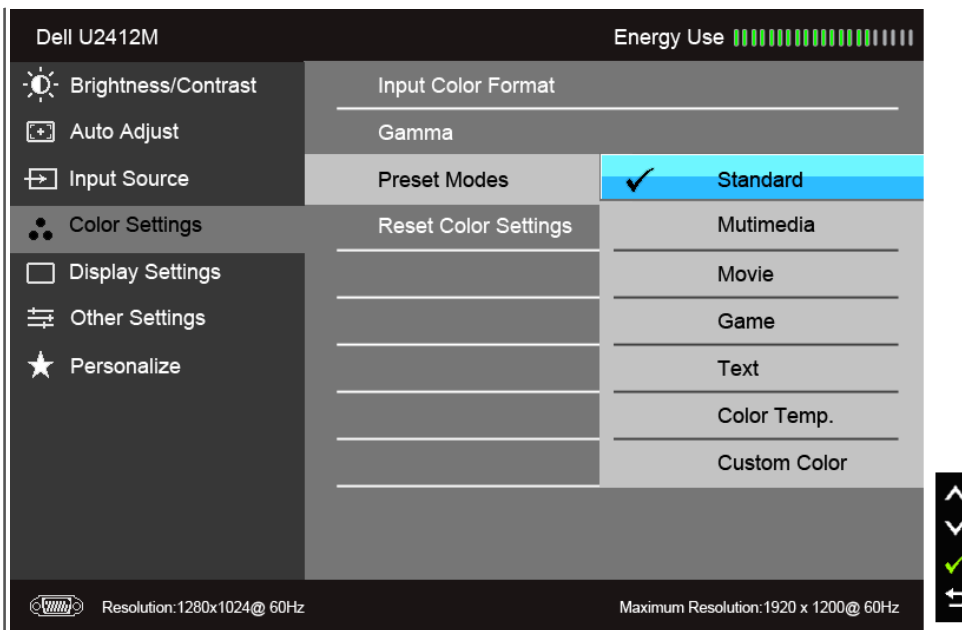 Dell U2412M
Energy Use
Brightness/Contrast
Input Color Format
Auto Adjust
Gamma
Input Source
Preset Modes
Standard
Color Settings
Reset Color Settings
Mutimedia
Display Settings
Movie
Other Settings
Game
Personalize
Text
Color Temp.
Custom Color
Resolution:1280x1024@ 60Hz
Maximum Resolution:1920 x 1200@ 60Hz